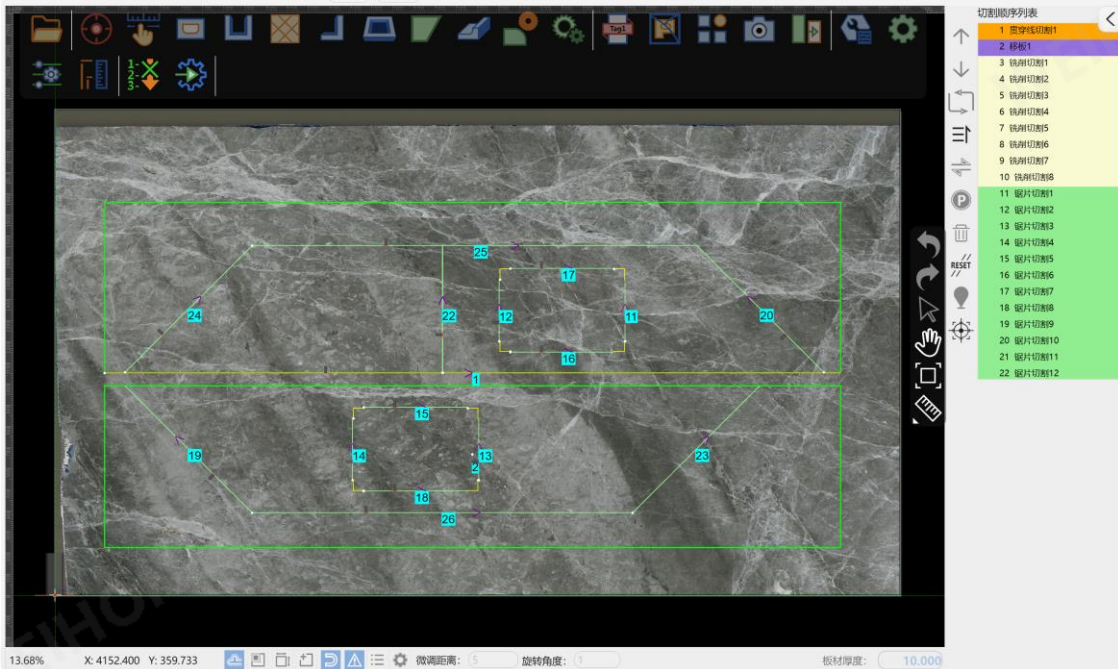 切割顺序列表
Tag1
1-
2-
3-
1 贯穿线切割1
2 移板1
3 铣削切割1
4 铣削切割2
5 铣削切割3
6 铣削切割4
7 铣削切割5
8 铣削切割6
9 铣削切割7
10 铣削切割8
11 锯片切割1
12 锯片切割2
13 锯片切割3
14 锯片切割4
15 锯片切割5
16 锯片切割6
17 锯片切割7
18 锯片切割8
19 锯片切割9
20 锯片切割10
21 锯片切割11
22 锯片切割12
P
RESET
25
17
24
22
12
11
20
16
1
15
19
14
13
23
2
18
26
13.68% X: 4152.400 Y: 359.733 微调距离: 5 旋转角度: 1 板材厚度: 10.000